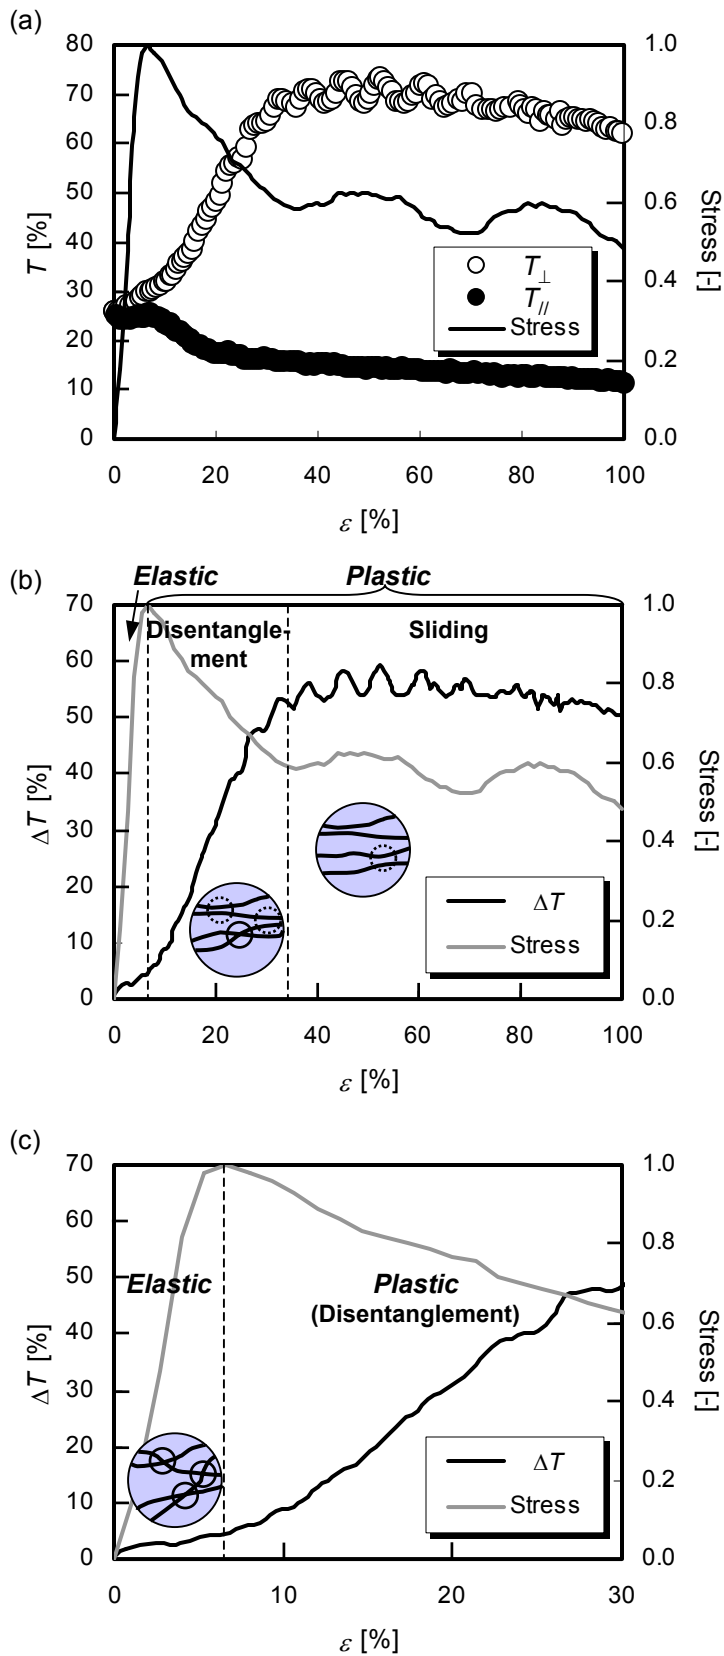 (a)
80
70
60
50
40
30
20
10
0
T [%]
1.0
0.8
0.6
0.4
0.2
0.0
Stress [-]
T⊥
T//
Stress
0 20 40 60 80 100
ε [%]
(b)
Elastic
Plastic
70
60
50
40
30
20
10
0
ΔT [%]
Disentangle-
ment
Sliding
1.0
0.8
0.6
0.4
0.2
0.0
Stress [-]
ΔT
Stress
0 20 40 60 80 100
ε [%]
(c)
70
60
50
40
30
20
10
0
ΔT [%]
Elastic
Plastic
(Disentanglement)
1.0
0.8
0.6
0.4
0.2
0.0
Stress [-]
ΔT
Stress
0 10 20 30
ε [%]